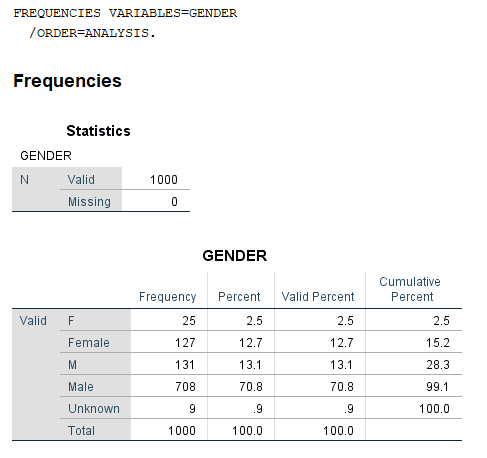 FREQUENCIES VARIABLES=GENDER
/ORDER=ANALYSIS.
Frequencies
Statistics
GENDER
N Valid 1000
Missing 0
GENDER
Frequency Percent Valid Percent Cumulative Percent
Valid F 25 2.5 2.5 2.5
Female 127 12.7 12.7 15.2
M 131 13.1 13.1 28.3
Male 708 70.8 70.8 99.1
Unknown 9 .9 .9 100.0
Total 1000 100.0 100.0